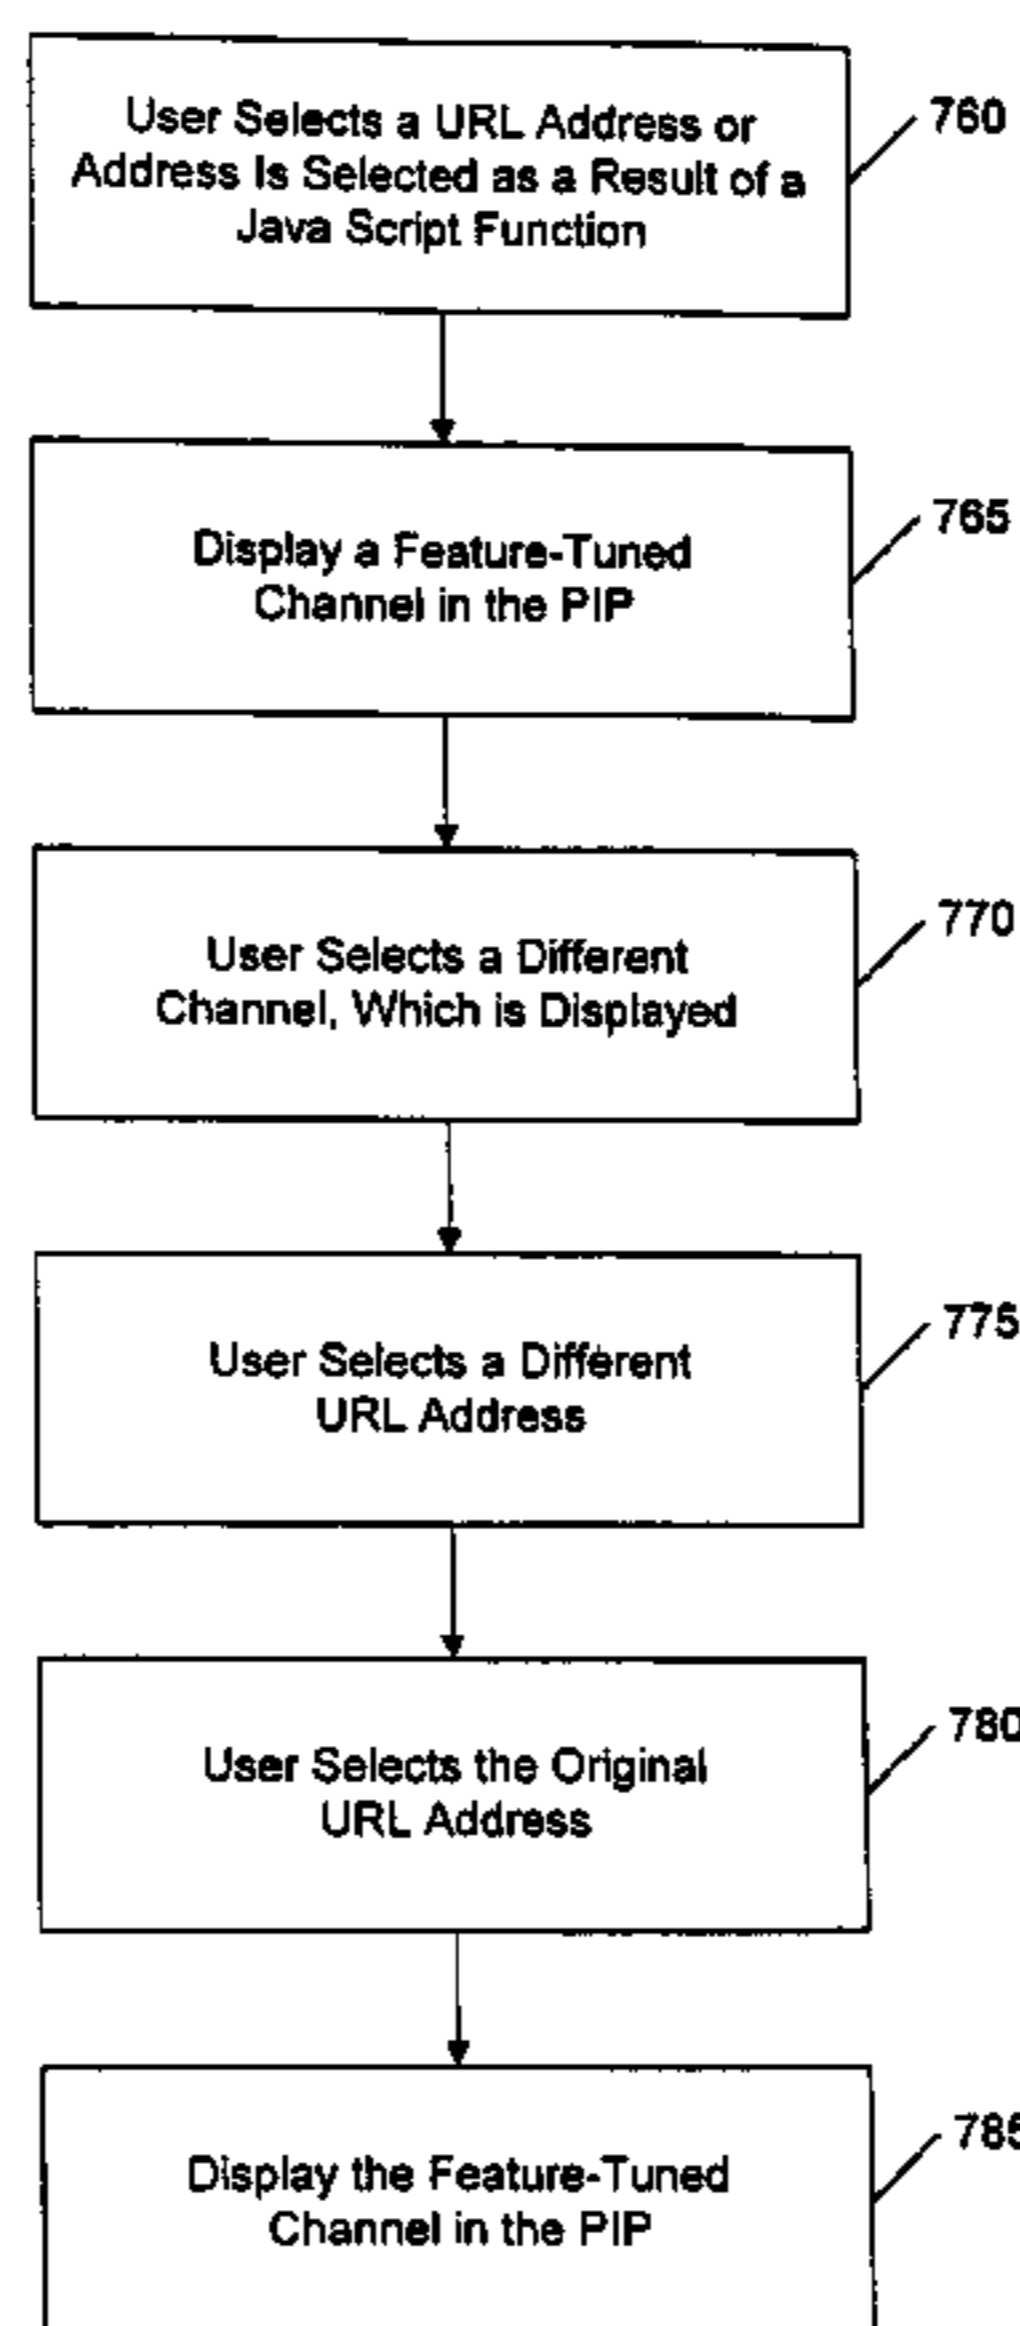 User Selects a URL Address or
Address Is Selected as a Result of a
Java Script Function
760
Display a Feature-Tuned
Channel in the PIP
765
User Selects a Different
Channel, Which is Displayed
770
User Selects a Different
URL Address
775
User Selects the Original
URL Address
780
Display the Feature-Tuned
Channel in the PIP
785